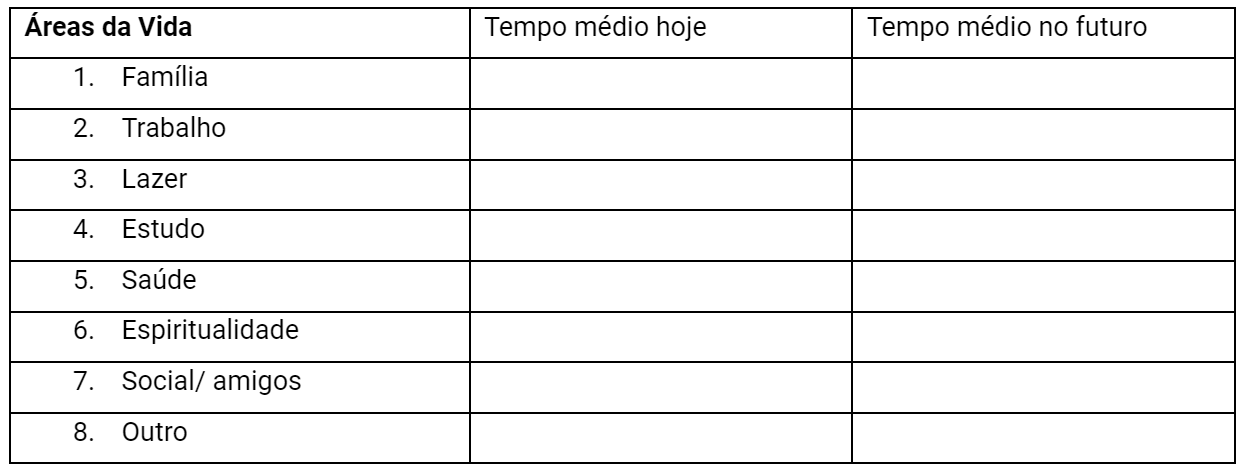 Áreas da Vida Tempo médio hoje Tempo médio no futuro
1. Família
2. Trabalho
3. Lazer
4. Estudo
5. Saúde
6. Espiritualidade
7. Social/ amigos
8. Outro